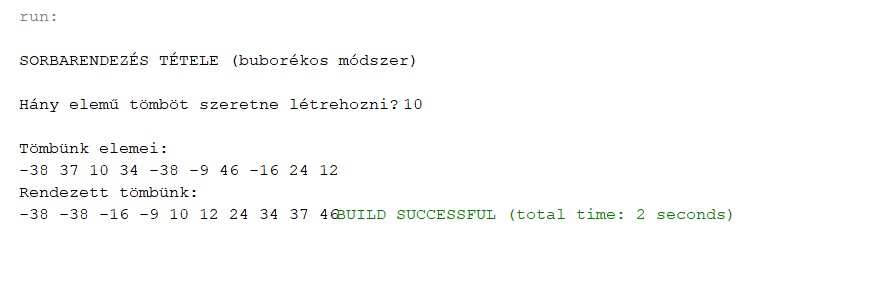 run:
SORBARENDEZÉS TÉTELE (buborékos módszer)
Hány elemű tömböt szeretne létrehozni? 10
Tömbünk elemei:
-38 37 10 34 -38 -9 46 -16 24 12
Rendezett tömbünk:
-38 -38 -16 -9 10 12 24 34 37 46BUILD SUCCESSFUL (total time: 2 seconds)